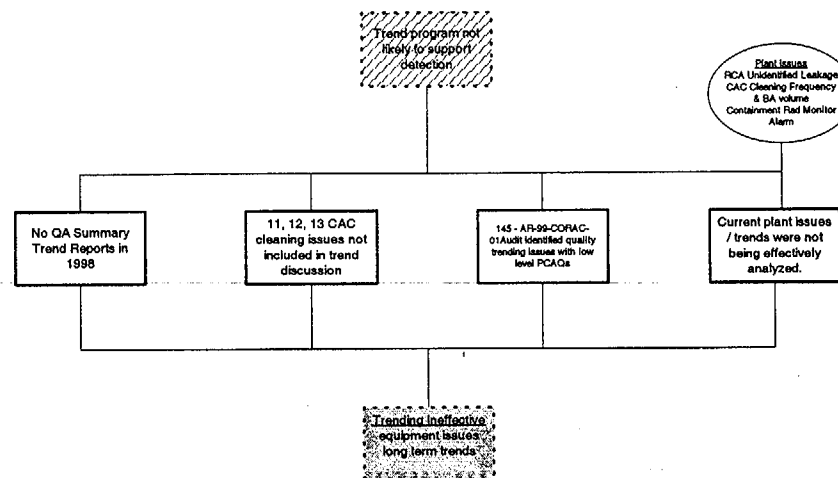 Trend program not
likely to support
detection
Plant Issues
RCA Unidentified Leakage
CAC Cleaning Frequency
& BA volume
Containment Rad Monitor
Alarm
No QA Summary
Trend Reports in
1998
11, 12, 13 CAC
cleaning issues not
included in trend
discussion
145 - AR-99-CORAC-
01Audit identified quality
trending issues with low
level PCAQs
Current plant issues
/ trends were not
being effectively
analyzed.
Trending Ineffective
equipment issues
long term trends